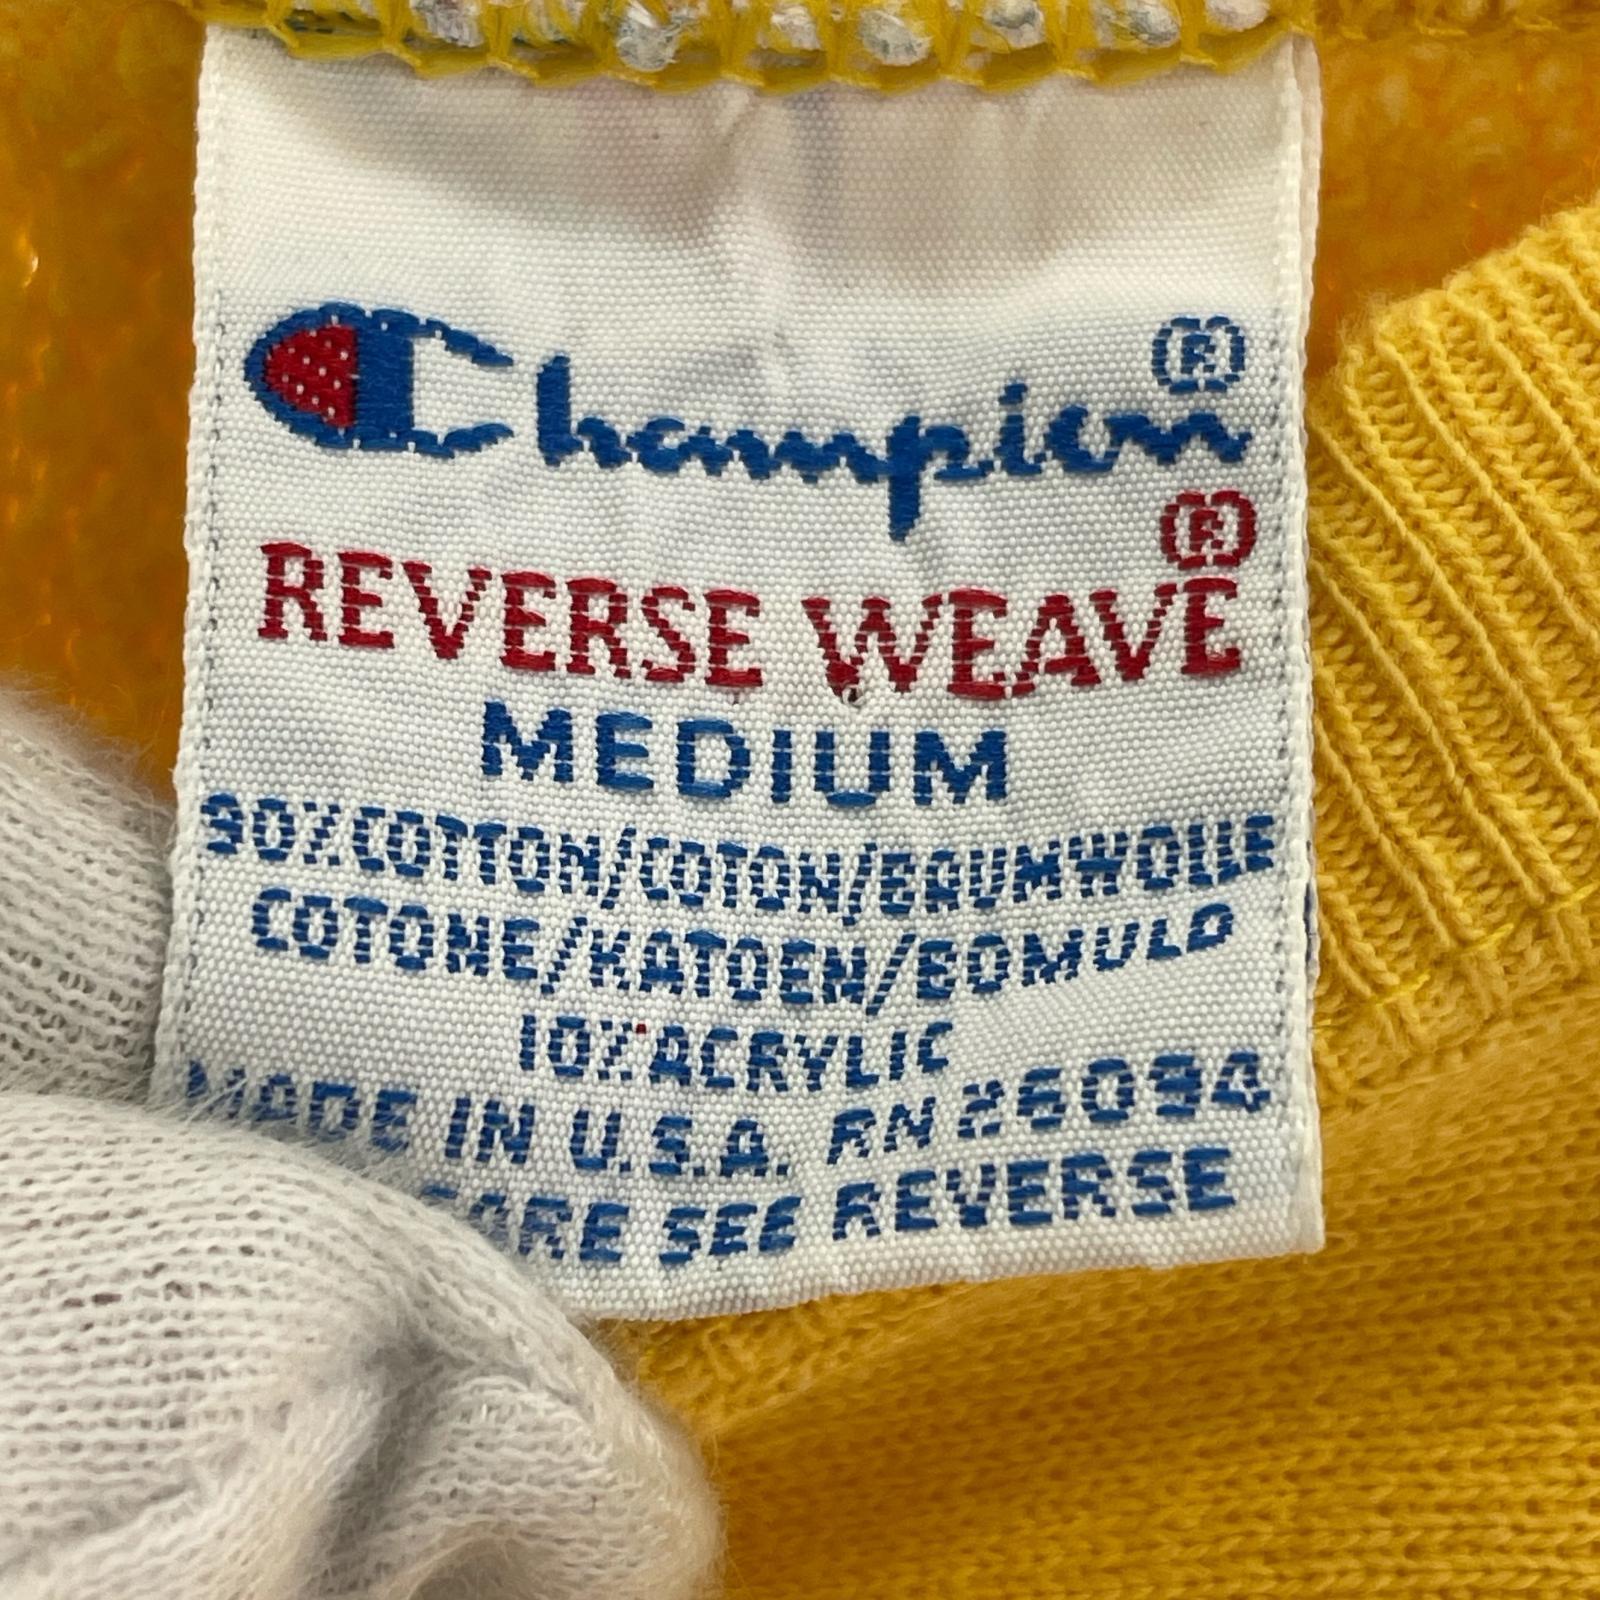 Champion®
REVERSE WEAVE®
MEDIUM
90%COTTON/COTON/BAUMWOLLE
COTONE/KATOEN/BOMULD
10%ACRYLIC
MADE IN U.S.A. RN 26094
CARE SEE REVERSE